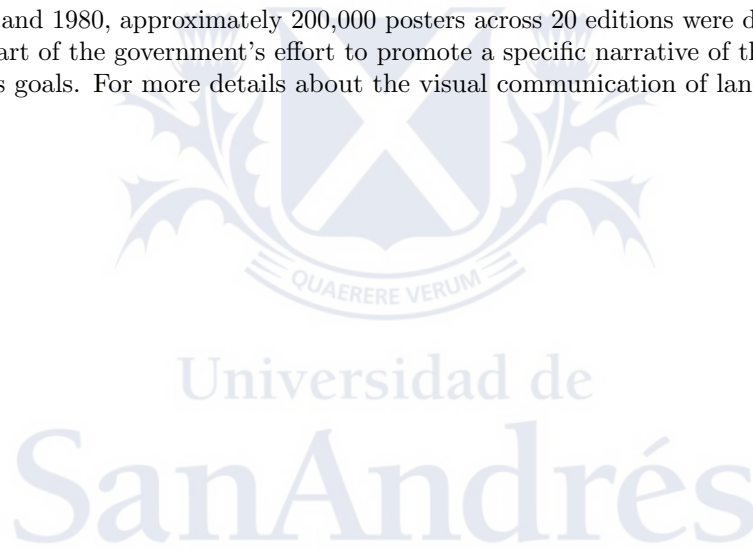 and 1980, approximately 200,000 posters across 20 editions were d
art of the government’s effort to promote a specific narrative of th
s goals. For more details about the visual communication of lan
QUAERERE VERUM
Universidad de
SanAndrés